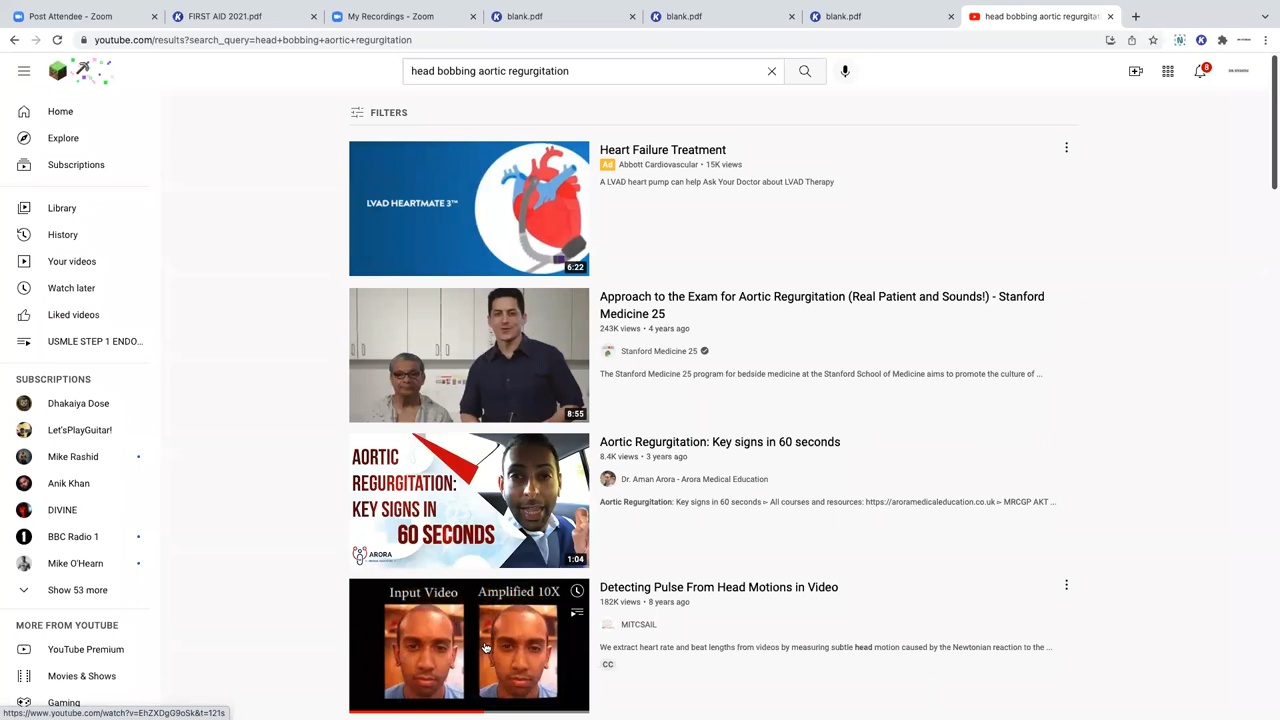 Post Attendee - Zoom
FIRST AID 2021.pdf
My Recordings - Zoom
blank.pdf
blank.pdf
blank.pdf
head bobbing aortic regurgitat
youtube.com/results?search_query=head+bobbing+aortic+regurgitation
head bobbing aortic regurgitation
8
Home
Explore
Subscriptions
Library
History
Your videos
Watch later
Liked videos
USMLE STEP 1 ENDO...
SUBSCRIPTIONS
Dhakaiya Dose
Let'sPlayGuitar!
Mike Rashid
Anik Khan
DIVINE
BBC Radio 1
Mike O'Hearn
Show 53 more
MORE FROM YOUTUBE
YouTube Premium
Movies & Shows
Gaming
https://www.youtube.com/watch?v=EhZXDgG9oSk&t=121s
FILTERS
LVAD HEARTMATE 3™
6:22
Heart Failure Treatment
Ad Abbott Cardiovascular • 15K views
A LVAD heart pump can help Ask Your Doctor about LVAD Therapy
8:55
Approach to the Exam for Aortic Regurgitation (Real Patient and Sounds!) - Stanford
Medicine 25
243K views • 4 years ago
Stanford Medicine 25
The Stanford Medicine 25 program for bedside medicine at the Stanford School of Medicine aims to promote the culture of ...
AORTIC
REGURGITATION:
KEY SIGNS IN
60 SECONDS
ARORA
1:04
Aortic Regurgitation: Key signs in 60 seconds
8.4K views • 3 years ago
Dr. Aman Arora - Arora Medical Education
Aortic Regurgitation: Key signs in 60 seconds ▻ All courses and resources: https://aroramedicaleducation.co.uk ▻ MRCGP AKT ...
Input Video
Amplified 10X
Detecting Pulse From Head Motions in Video
182K views • 8 years ago
MITCSAIL
We extract heart rate and beat lengths from videos by measuring subtle head motion caused by the Newtonian reaction to the ...
CC